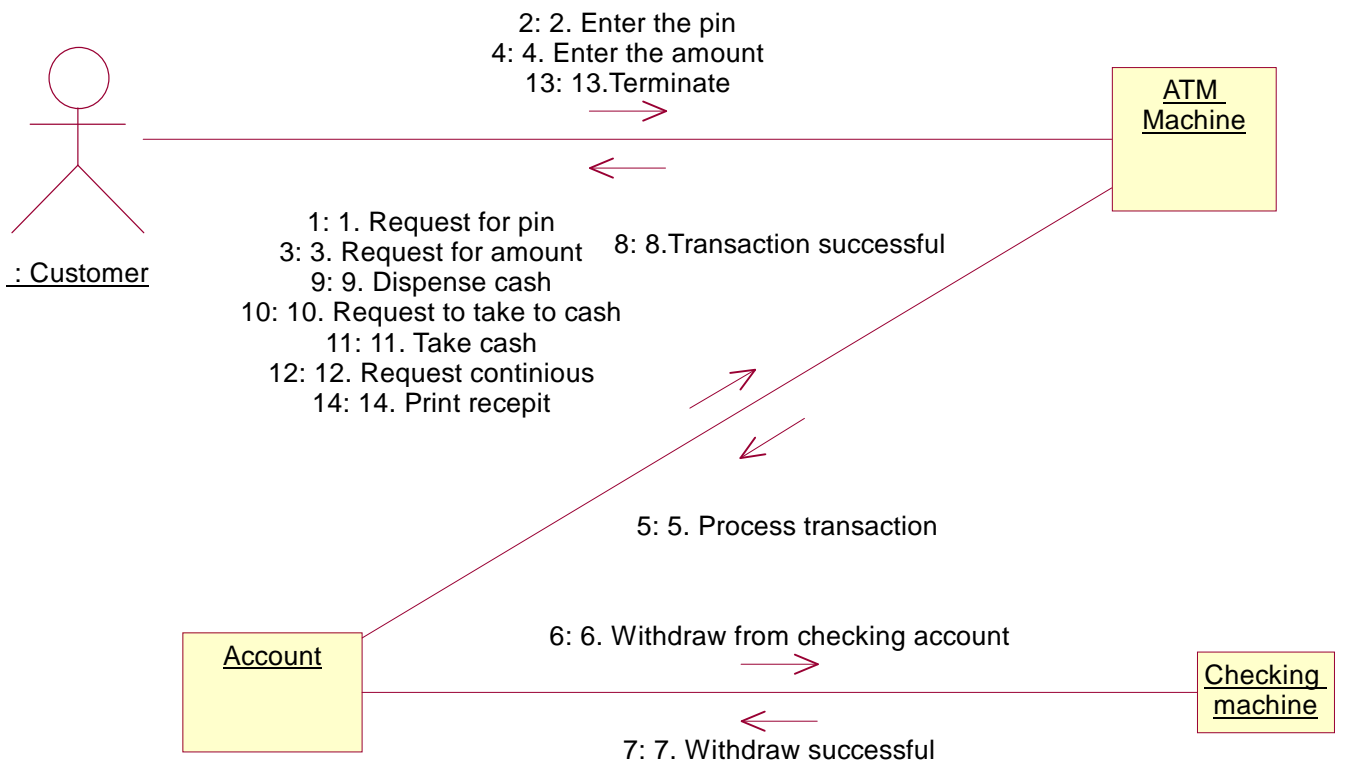 2: 2. Enter the pin
4: 4. Enter the amount
13: 13.Terminate
ATM
Machine
: Customer
1: 1. Request for pin
3: 3. Request for amount
9: 9. Dispense cash
10: 10. Request to take to cash
11: 11. Take cash
12: 12. Request continious
14: 14. Print recepit
8: 8.Transaction successful
5: 5. Process transaction
Account
6: 6. Withdraw from checking account
Checking
machine
7: 7. Withdraw successful